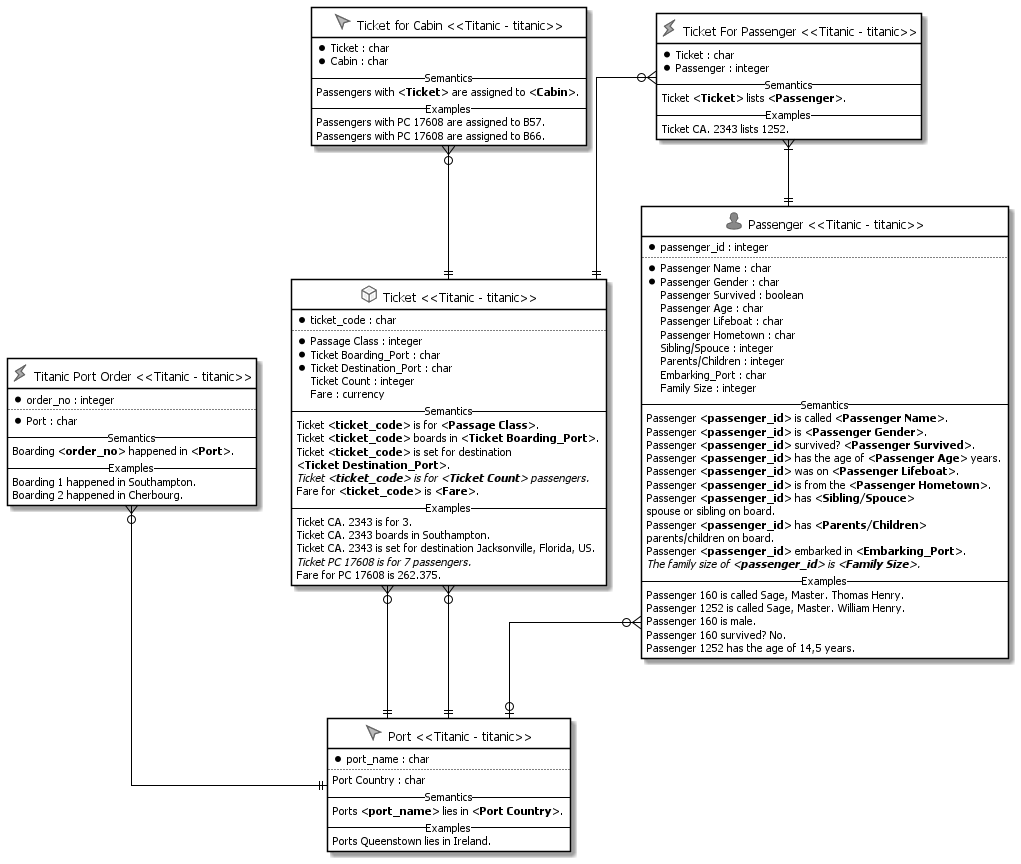 Ticket for Cabin <<Titanic - titanic>>
Ticket : char
Cabin : char
Semantics
Passengers with <Ticket> are assigned to <Cabin>.
Examples
Passengers with PC 17608 are assigned to B57.
Passengers with PC 17608 are assigned to B66.
Ticket For Passenger <<Titanic - titanic>>
Ticket : char
Passenger : integer
Semantics
Ticket <Ticket> lists <Passenger>.
Examples
Ticket CA. 2343 lists 1252.
Passenger <<Titanic - titanic>>
passenger_id : integer
Passenger Name : char
Passenger Gender : char
Passenger Survived : boolean
Passenger Age : char
Passenger Lifeboat : char
Passenger Hometown : char
Sibling/Spouce : integer
Parents/Children : integer
Embarking_Port : char
Family Size : integer
Semantics
Passenger <passenger_id> is called <Passenger Name>.
Passenger <passenger_id> is <Passenger Gender>.
Passenger <passenger_id> survived? <Passenger Survived>.
Passenger <passenger_id> has the age of <Passenger Age> years.
Passenger <passenger_id> was on <Passenger Lifeboat>.
Passenger <passenger_id> is from the <Passenger Hometown>.
Passenger <passenger_id> has <Sibling/Spouce>
spouse or sibling on board.
Passenger <passenger_id> has <Parents/Children>
parents/children on board.
Passenger <passenger_id> embarked in <Embarking_Port>.
The family size of <passenger_id> is <Family Size>.
Examples
Passenger 160 is called Sage, Master. Thomas Henry.
Passenger 1252 is called Sage, Master. William Henry.
Passenger 160 is male.
Passenger 160 survived? No.
Passenger 1252 has the age of 14,5 years.
Ticket <<Titanic - titanic>>
ticket_code : char
Passage Class : integer
Ticket Boarding_Port : char
Ticket Destination_Port : char
Ticket Count : integer
Fare : currency
Semantics
Ticket <ticket_code> is for <Passage Class>.
Ticket <ticket_code> boards in <Ticket Boarding_Port>.
Ticket <ticket_code> is set for destination
<Ticket Destination_Port>.
Ticket <ticket_code> is for <Ticket Count> passengers.
Fare for <ticket_code> is <Fare>.
Examples
Ticket CA. 2343 is for 3.
Ticket CA. 2343 boards in Southampton.
Ticket CA. 2343 is set for destination Jacksonville, Florida, US.
Ticket PC 17608 is for 7 passengers.
Fare for PC 17608 is 262.375.
Titanic Port Order <<Titanic - titanic>>
order_no : integer
Port : char
Semantics
Boarding <order_no> happened in <Port>.
Examples
Boarding 1 happened in Southampton.
Boarding 2 happened in Cherbourg.
Port <<Titanic - titanic>>
port_name : char
Port Country : char
Semantics
Ports <port_name> lies in <Port Country>.
Examples
Ports Queenstown lies in Ireland.